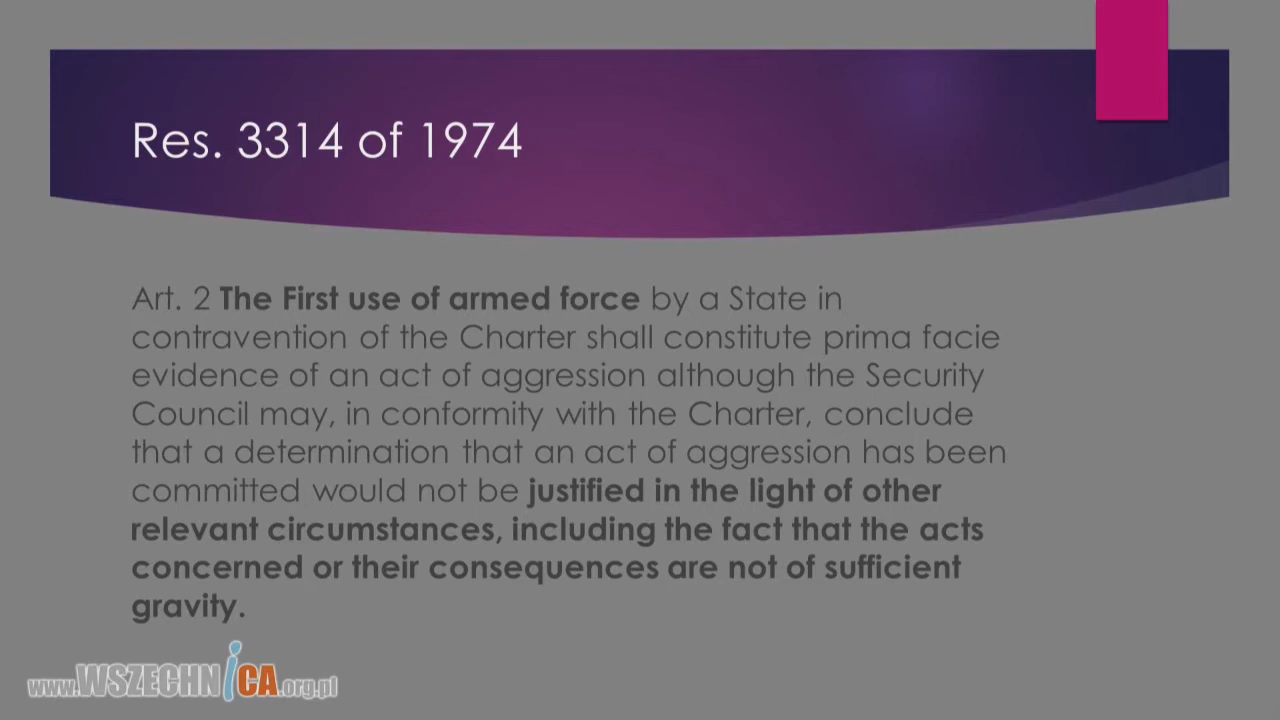 Res. 3314 of 1974
Art. 2 The First use of armed force by a State in
contravention of the Charter shall constitute prima facie
evidence of an act of aggression although the Security
Council may, in conformity with the Charter, conclude
that a determination that an act of aggression has been
committed would not be justified in the light of other
relevant circumstances, including the fact that the acts
concerned or their consequences are not of sufficient
gravity.
www.WSZECHNiCA.org.pl